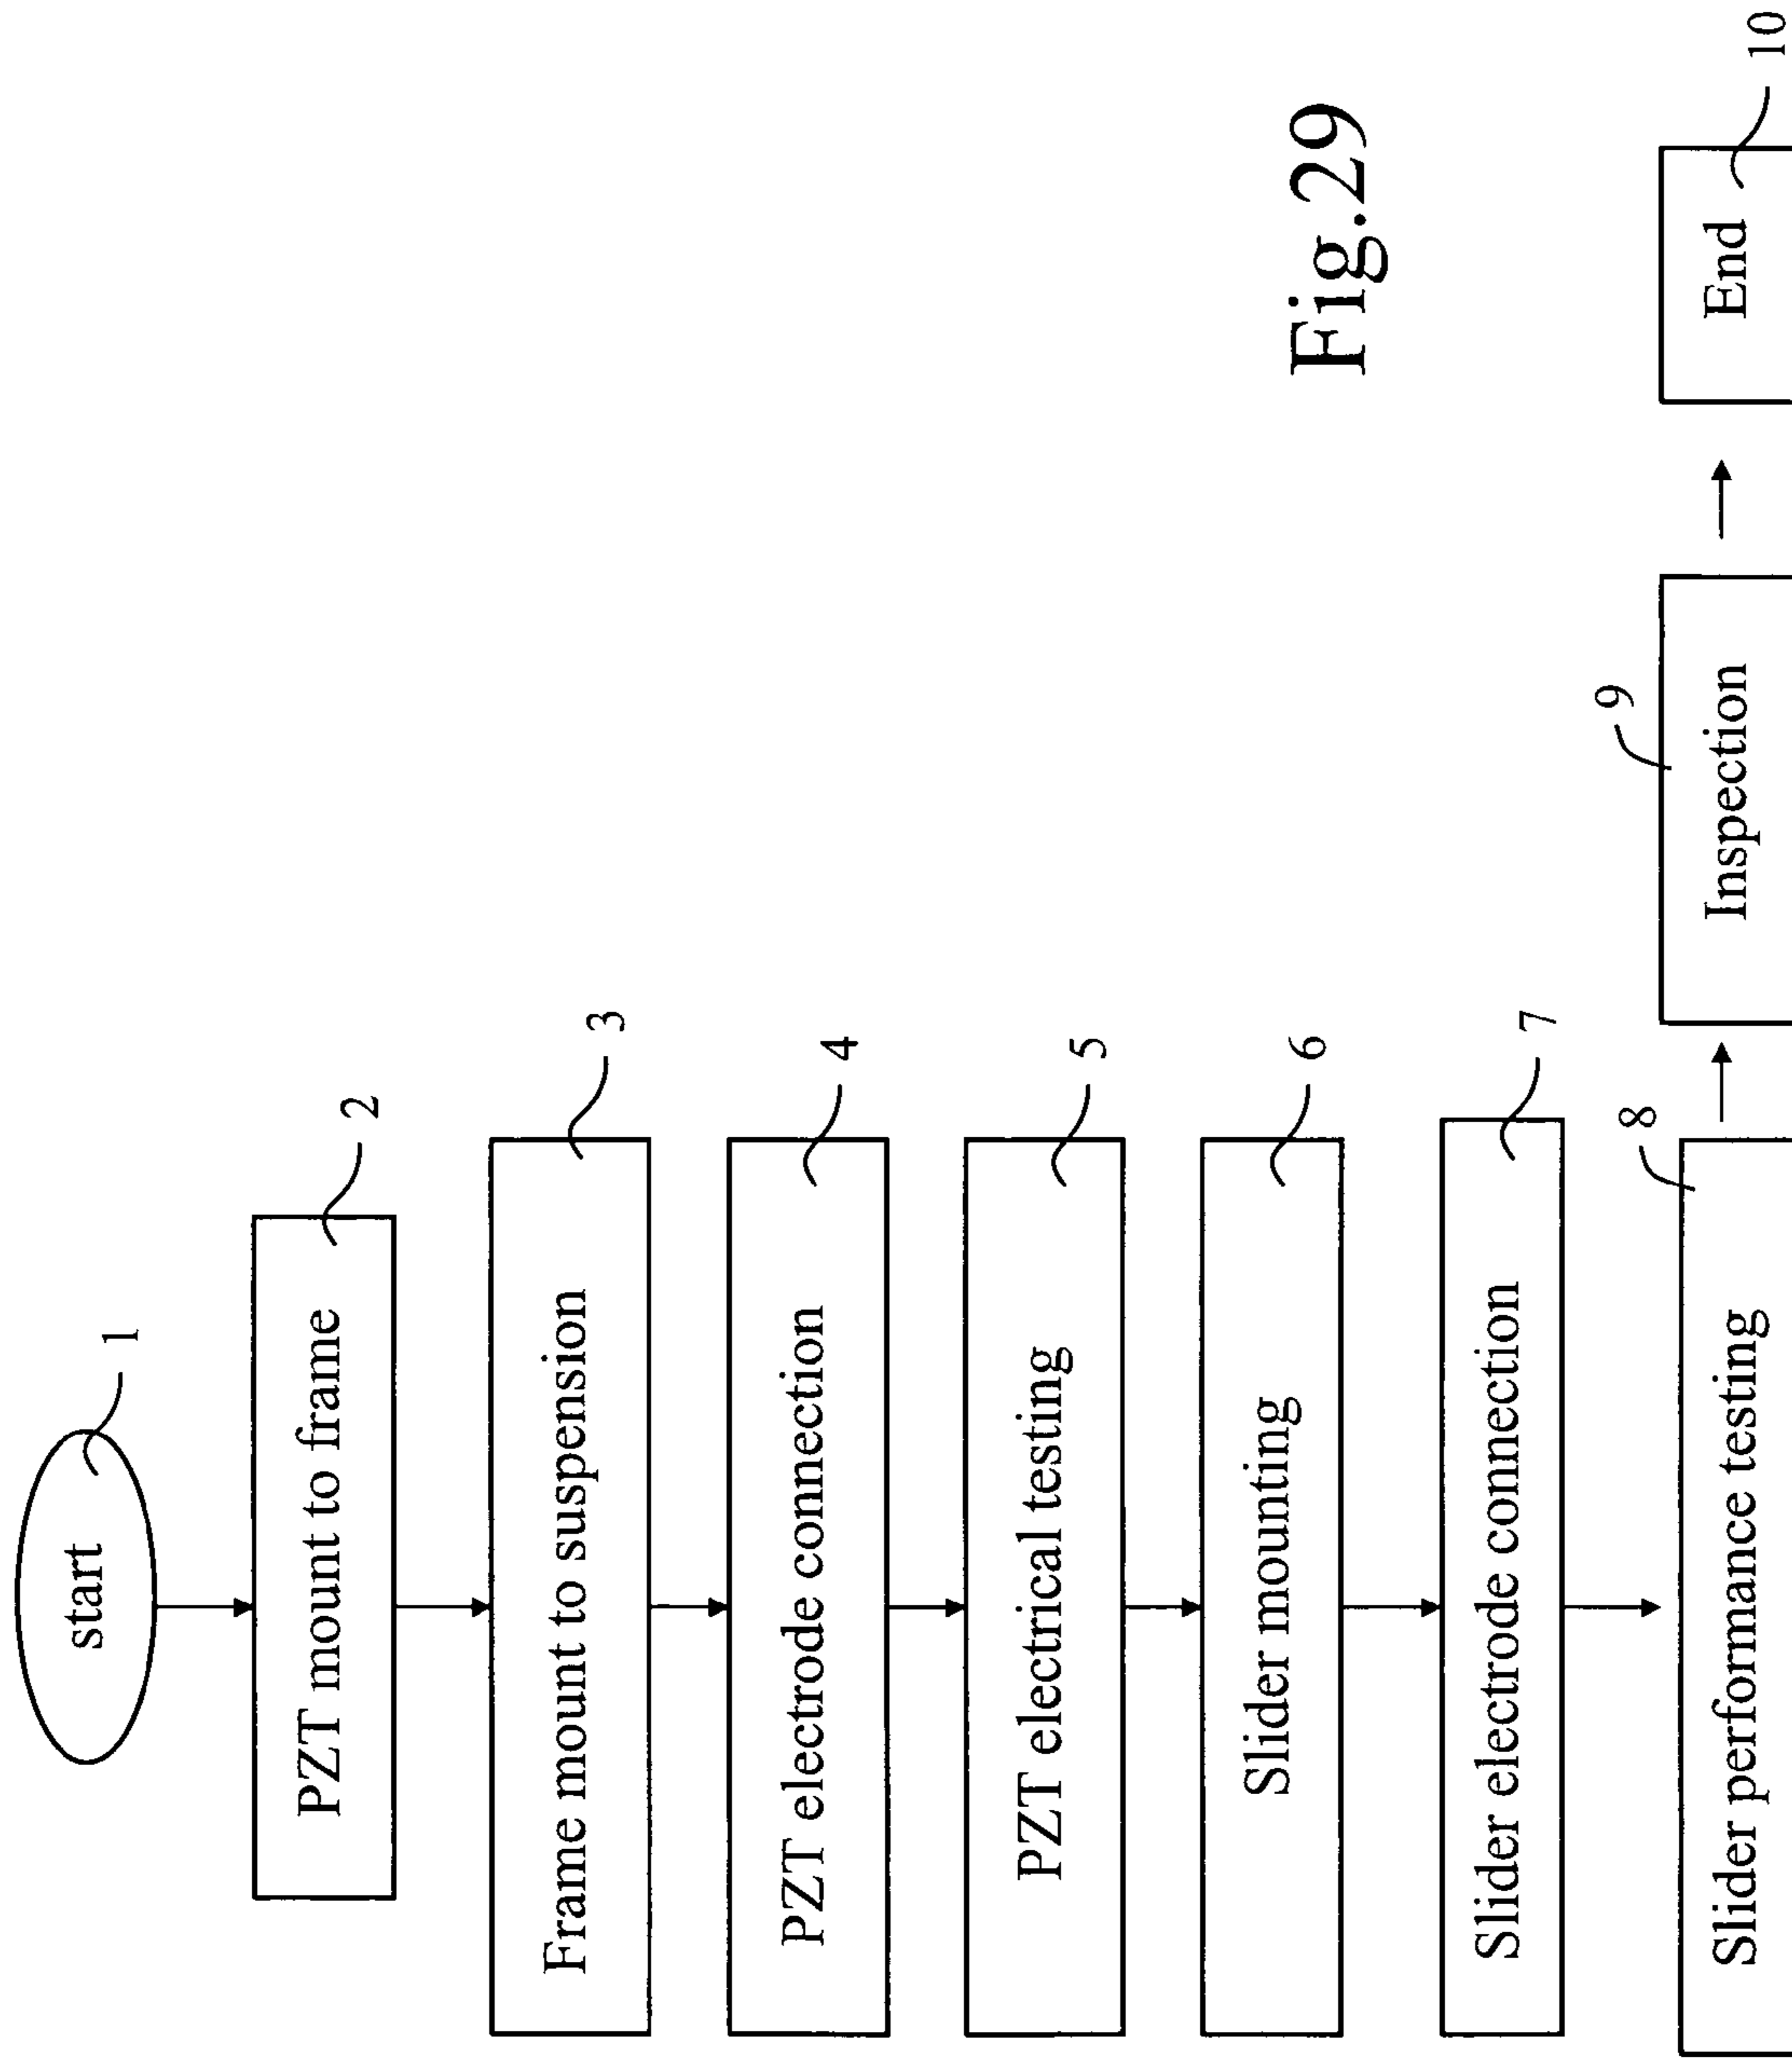 start
1
PZT mount to frame
2
Frame mount to suspension
3
PZT electrode connection
4
PZT electrical testing
5
Slider mounting
6
Slider electrode connection
7
Slider performance testing
8
Inspection
9
End
10
Fig.29